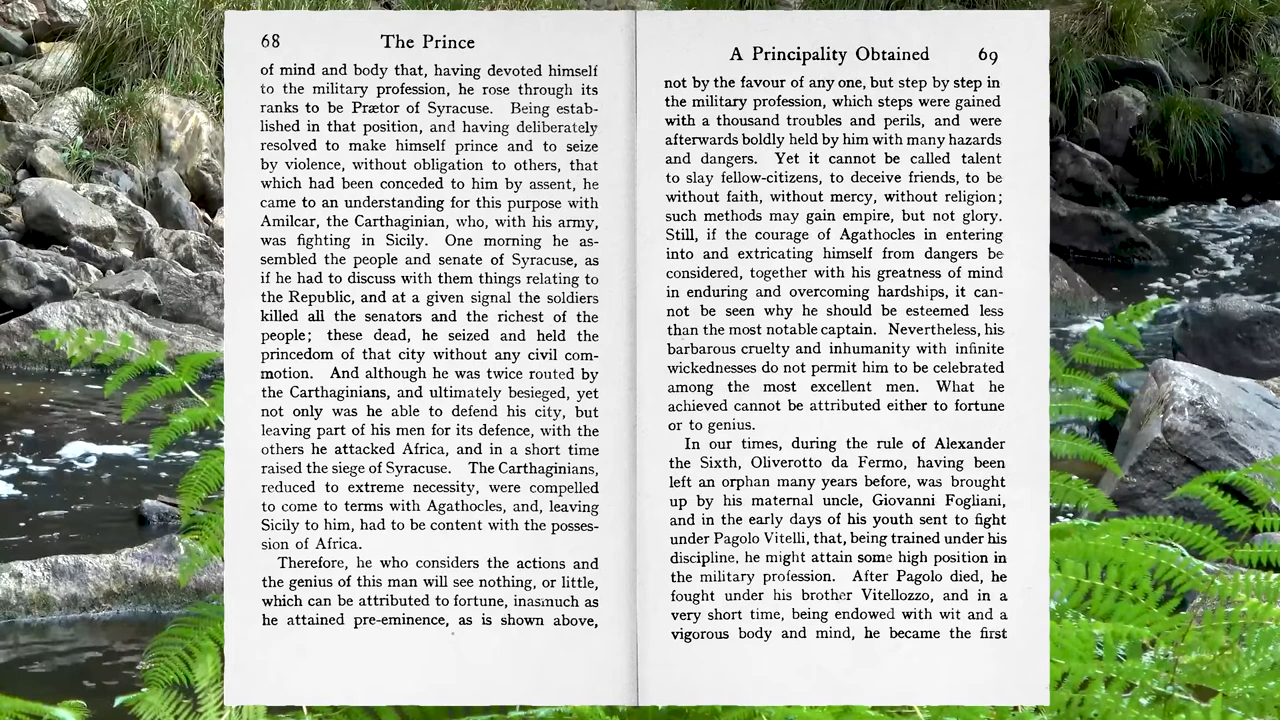 68 The Prince
of mind and body that, having devoted himself
to the military profession, he rose through its
ranks to be Prætor of Syracuse. Being estab-
lished in that position, and having deliberately
resolved to make himself prince and to seize
by violence, without obligation to others, that
which had been conceded to him by assent, he
came to an understanding for this purpose with
Amilcar, the Carthaginian, who, with his army,
was fighting in Sicily. One morning he as-
sembled the people and senate of Syracuse, as
if he had to discuss with them things relating to
the Republic, and at a given signal the soldiers
killed all the senators and the richest of the
people; these dead, he seized and held the
princedom of that city without any civil com-
motion. And although he was twice routed by
the Carthaginians, and ultimately besieged, yet
not only was he able to defend his city, but
leaving part of his men for its defence, with the
others he attacked Africa, and in a short time
raised the siege of Syracuse. The Carthaginians,
reduced to extreme necessity, were compelled
to come to terms with Agathocles, and, leaving
Sicily to him, had to be content with the posses-
sion of Africa.
Therefore, he who considers the actions and
the genius of this man will see nothing, or little,
which can be attributed to fortune, inasmuch as
he attained pre-eminence, as is shown above,
A Principality Obtained 69
not by the favour of any one, but step by step in
the military profession, which steps were gained
with a thousand troubles and perils, and were
afterwards boldly held by him with many hazards
and dangers. Yet it cannot be called talent
to slay fellow-citizens, to deceive friends, to be
without faith, without mercy, without religion;
such methods may gain empire, but not glory.
Still, if the courage of Agathocles in entering
into and extricating himself from dangers be
considered, together with his greatness of mind
in enduring and overcoming hardships, it can-
not be seen why he should be esteemed less
than the most notable captain. Nevertheless, his
barbarous cruelty and inhumanity with infinite
wickednesses do not permit him to be celebrated
among the most excellent men. What he
achieved cannot be attributed either to fortune
or to genius.
In our times, during the rule of Alexander
the Sixth, Oliverotto da Fermo, having been
left an orphan many years before, was brought
up by his maternal uncle, Giovanni Fogliani,
and in the early days of his youth sent to fight
under Pagolo Vitelli, that, being trained under his
discipline, he might attain some high position in
the military profession. After Pagolo died, he
fought under his brother Vitellozzo, and in a
very short time, being endowed with wit and a
vigorous body and mind, he became the first